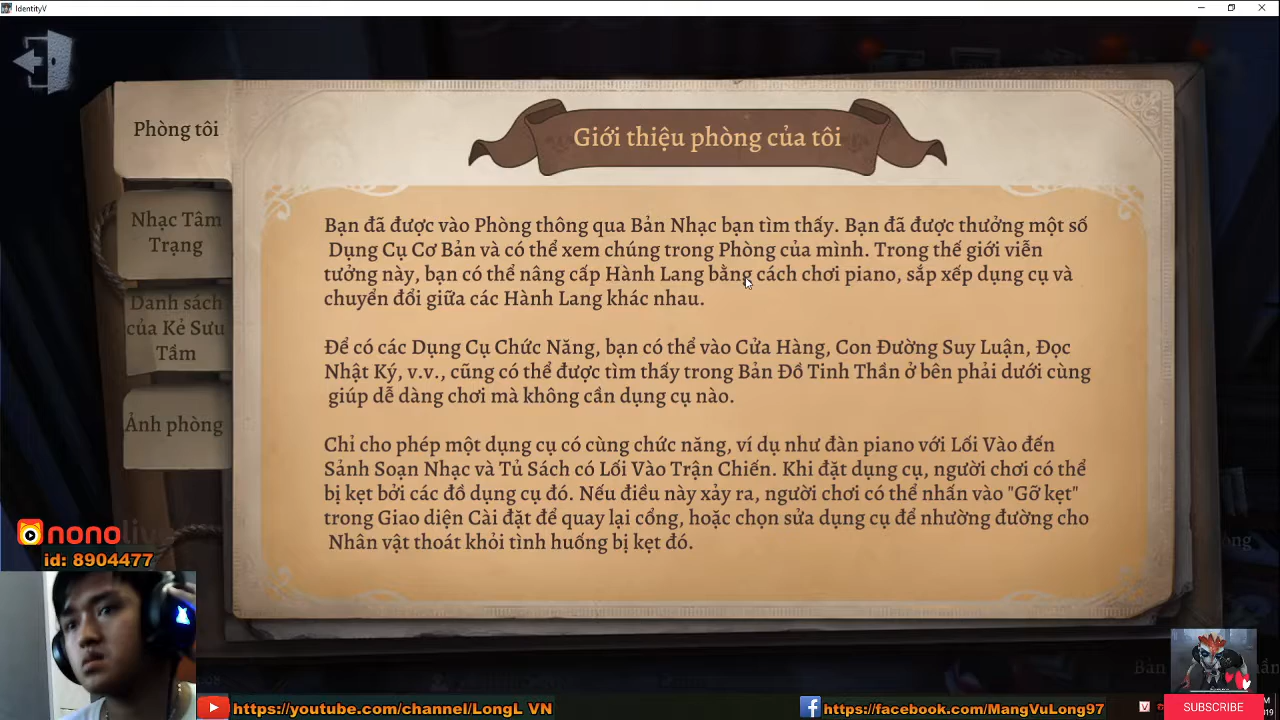 IdentityV
Phòng tôi
Nhạc Tâm
Trạng
Danh sách
của Kẻ Sưu
Tầm
Ảnh phòng
Giới thiệu phòng của tôi
Bạn đã được vào Phòng thông qua Bản Nhạc bạn tìm thấy. Bạn đã được thưởng một số
Dụng Cụ Cơ Bản và có thể xem chúng trong Phòng của mình. Trong thế giới viễn
tưởng này, bạn có thể nâng cấp Hành Lang bằng cách chơi piano, sắp xếp dụng cụ và
chuyển đổi giữa các Hành Lang khác nhau.
Để có các Dụng Cụ Chức Năng, bạn có thể vào Cửa Hàng, Con Đường Suy Luận, Đọc
Nhật Ký, v.v., cũng có thể được tìm thấy trong Bản Đồ Tinh Thần ở bên phải dưới cùng
giúp dễ dàng chơi mà không cần dụng cụ nào.
Chỉ cho phép một dụng cụ có cùng chức năng, ví dụ như đàn piano với Lối Vào đến
Sảnh Soạn Nhạc và Tủ Sách có Lối Vào Trận Chiến. Khi đặt dụng cụ, người chơi có thể
bị kẹt bởi các đồ dụng cụ đó. Nếu điều này xảy ra, người chơi có thể nhấn vào "Gỡ kẹt"
trong Giao diện Cài đặt để quay lại cổng, hoặc chọn sửa dụng cụ để nhường đường cho
Nhân vật thoát khỏi tình huống bị kẹt đó.
nonolive
id: 8904477
https://youtube.com/channel/LongL VN
https://facebook.com/MangVuLong97
SUBSCRIBE